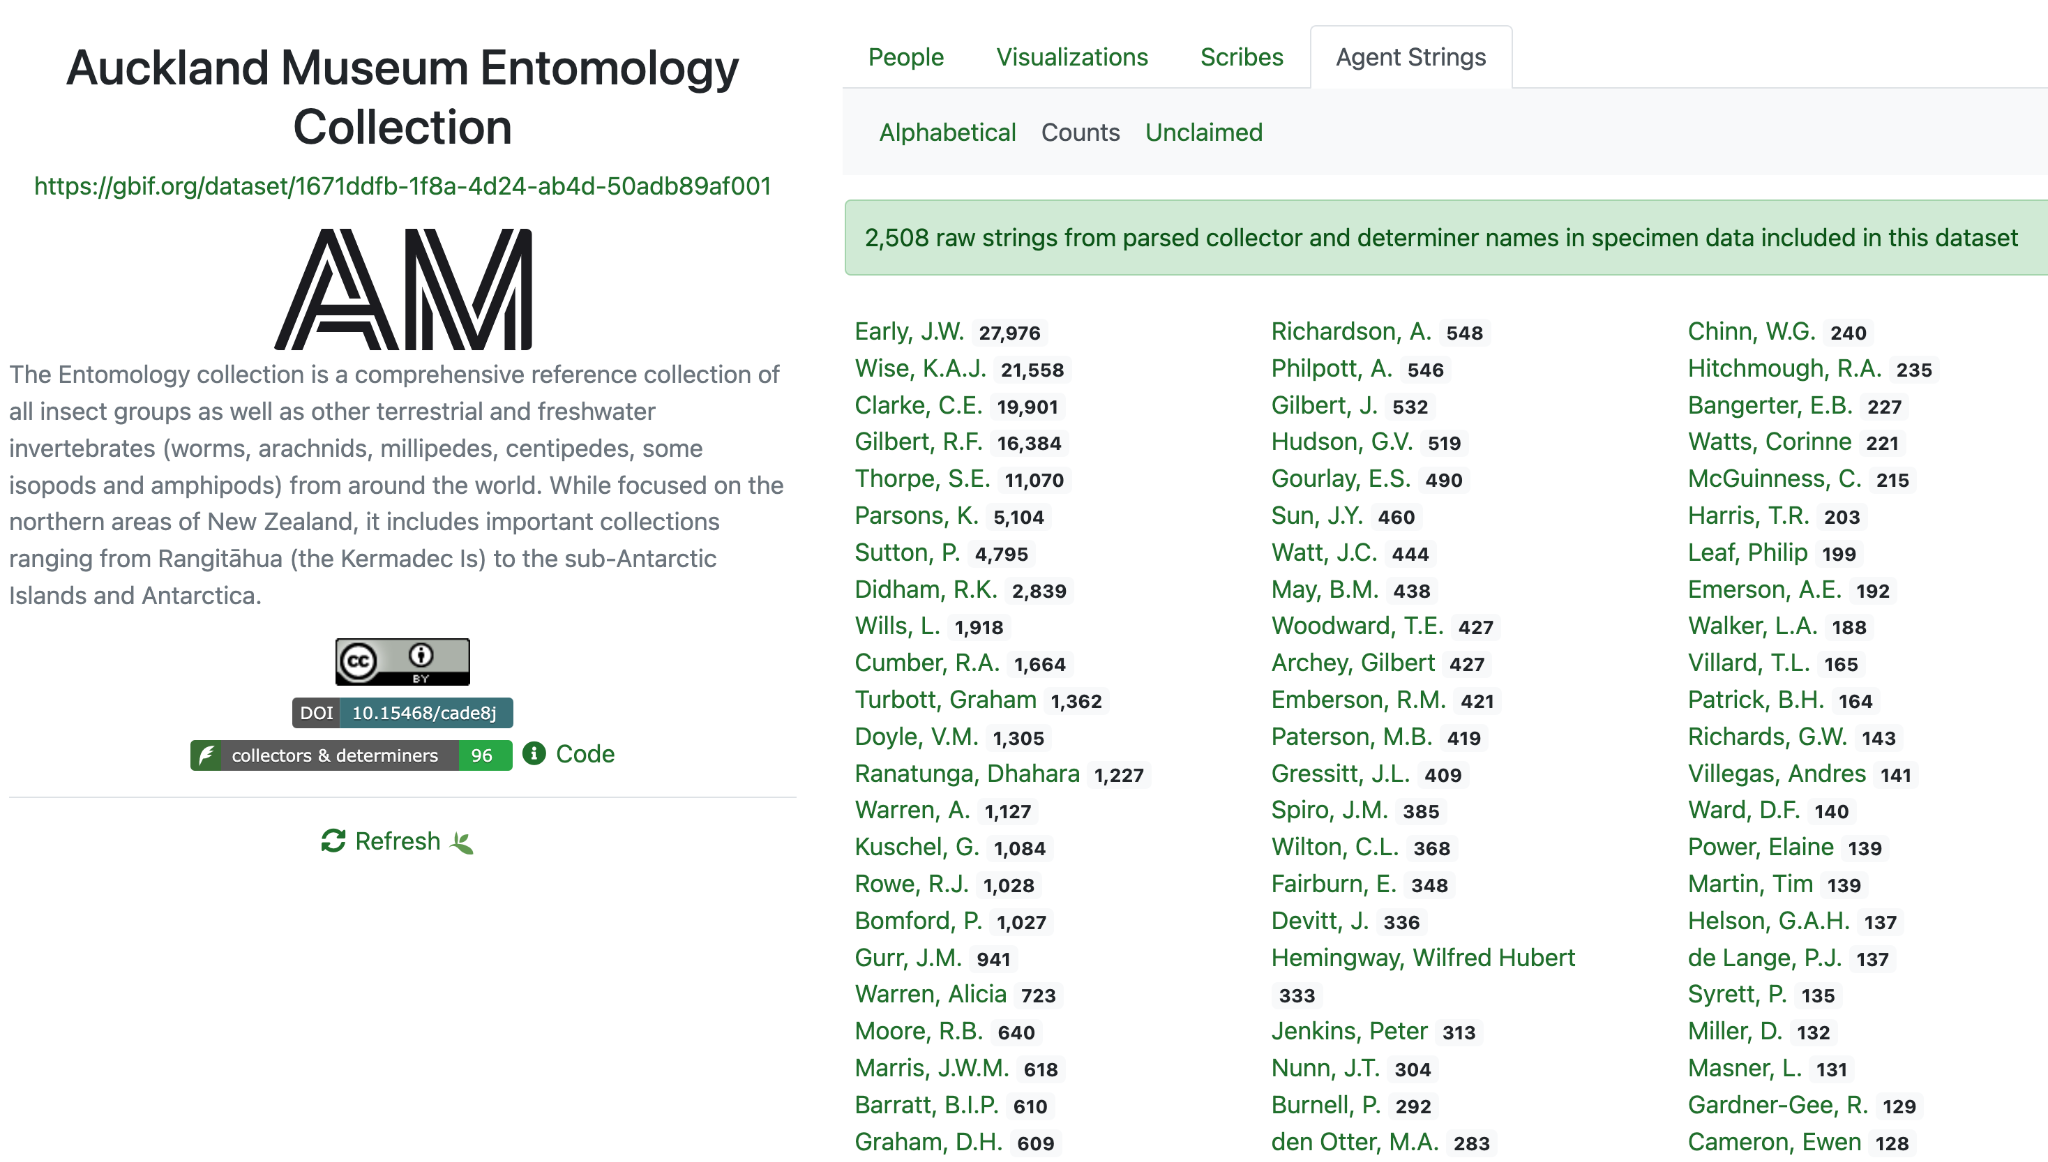 Auckland Museum Entomology
Collection
https://gbif.org/dataset/1671ddfb-1f8a-4d24-ab4d-50adb89af001
AM
The Entomology collection is a comprehensive reference collection of
all insect groups as well as other terrestrial and freshwater
invertebrates (worms, arachnids, millipedes, centipedes, some
isopods and amphipods) from around the world. While focused on the
northern areas of New Zealand, it includes important collections
ranging from Rangitāhua (the Kermadec Is) to the sub-Antarctic
Islands and Antarctica.
cc BY
DOI 10.15468/cade8j
collectors & determiners 96 Code
Refresh
People Visualizations Scribes Agent Strings
Alphabetical Counts Unclaimed
2,508 raw strings from parsed collector and determiner names in specimen data included in this dataset
Early, J.W. 27,976
Wise, K.A.J. 21,558
Clarke, C.E. 19,901
Gilbert, R.F. 16,384
Thorpe, S.E. 11,070
Parsons, K. 5,104
Sutton, P. 4,795
Didham, R.K. 2,839
Wills, L. 1,918
Cumber, R.A. 1,664
Turbott, Graham 1,362
Doyle, V.M. 1,305
Ranatunga, Dhahara 1,227
Warren, A. 1,127
Kuschel, G. 1,084
Rowe, R.J. 1,028
Bomford, P. 1,027
Gurr, J.M. 941
Warren, Alicia 723
Moore, R.B. 640
Marris, J.W.M. 618
Barratt, B.I.P. 610
Graham, D.H. 609
Richardson, A. 548
Philpott, A. 546
Gilbert, J. 532
Hudson, G.V. 519
Gourlay, E.S. 490
Sun, J.Y. 460
Watt, J.C. 444
May, B.M. 438
Woodward, T.E. 427
Archey, Gilbert 427
Emberson, R.M. 421
Paterson, M.B. 419
Gressitt, J.L. 409
Spiro, J.M. 385
Wilton, C.L. 368
Fairburn, E. 348
Devitt, J. 336
Hemingway, Wilfred Hubert
333
Jenkins, Peter 313
Nunn, J.T. 304
Burnell, P. 292
den Otter, M.A. 283
Chinn, W.G. 240
Hitchmough, R.A. 235
Bangerter, E.B. 227
Watts, Corinne 221
McGuinness, C. 215
Harris, T.R. 203
Leaf, Philip 199
Emerson, A.E. 192
Walker, L.A. 188
Villard, T.L. 165
Patrick, B.H. 164
Richards, G.W. 143
Villegas, Andres 141
Ward, D.F. 140
Power, Elaine 139
Martin, Tim 139
Helson, G.A.H. 137
de Lange, P.J. 137
Syrett, P. 135
Miller, D. 132
Masner, L. 131
Gardner-Gee, R. 129
Cameron, Ewen 128